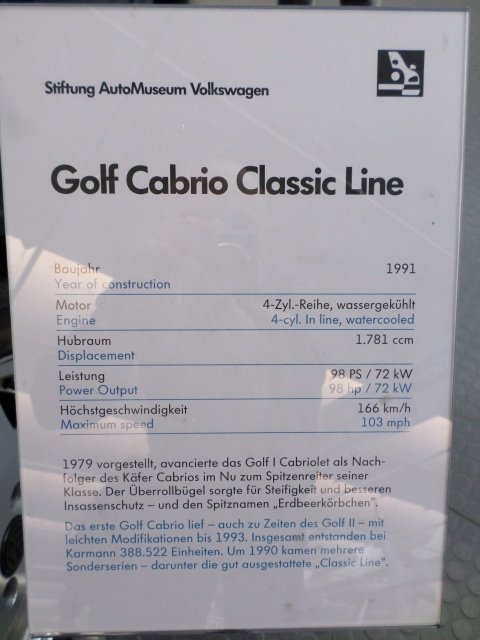 Stiftung AutoMuseum Volkswagen
Golf Cabrio Classic Line
Baujahr 1991
Year of construction
Motor 4-Zyl.-Reihe, wassergekühlt
Engine 4-cyl. In line, watercooled
Hubraum 1.781 ccm
Displacement
Leistung 98 PS / 72 kW
Power Output 98 hp / 72 kW
Höchstgeschwindigkeit 166 km/h
Maximum speed 103 mph
1979 vorgestellt, avancierte das Golf I Cabriolet als Nach-
folger des Käfer Cabrios im Nu zum Spitzenreiter seiner
Klasse. Der Überrollbügel sorgte für Steifigkeit und besseren
Insassenschutz – und den Spitznamen „Erdbeerkörbchen“.
Das erste Golf Cabrio lief – auch zu Zeiten des Golf II – mit
leichten Modifikationen bis 1993. Insgesamt entstanden bei
Karmann 388.522 Einheiten. Um 1990 kamen mehrere
Sonderserien – darunter die gut ausgestattete „Classic Line“.